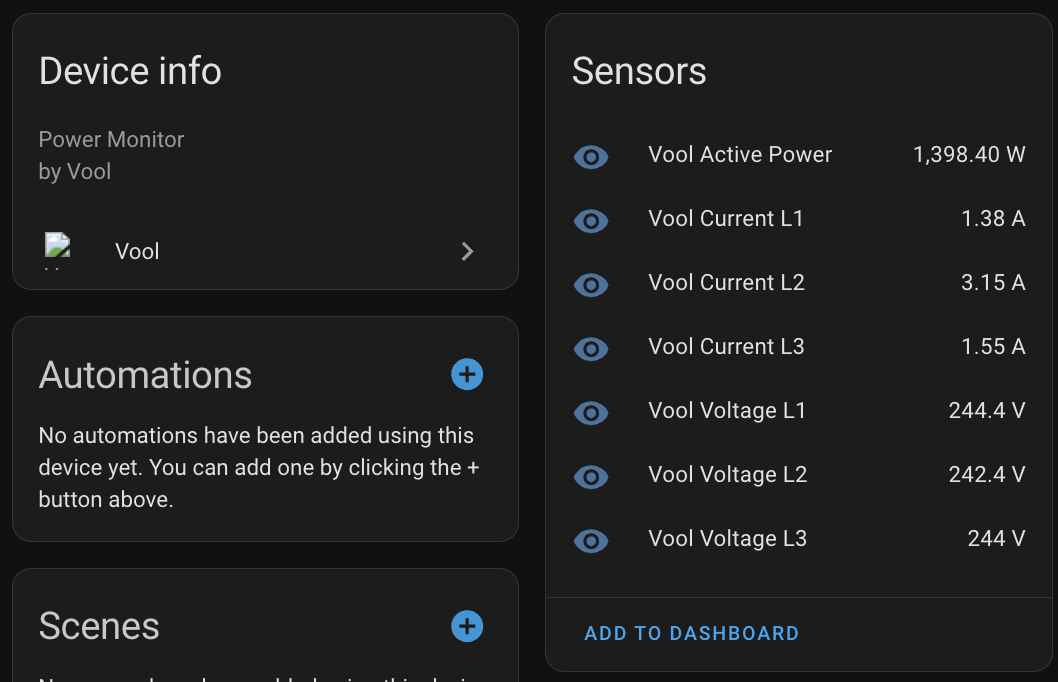 Device info
Power Monitor
by Vool
Vool
Automations
No automations have been added using this
device yet. You can add one by clicking the +
button above.
Scenes
Sensors
Vool Active Power 1,398.40 W
Vool Current L1 1.38 A
Vool Current L2 3.15 A
Vool Current L3 1.55 A
Vool Voltage L1 244.4 V
Vool Voltage L2 242.4 V
Vool Voltage L3 244 V
ADD TO DASHBOARD